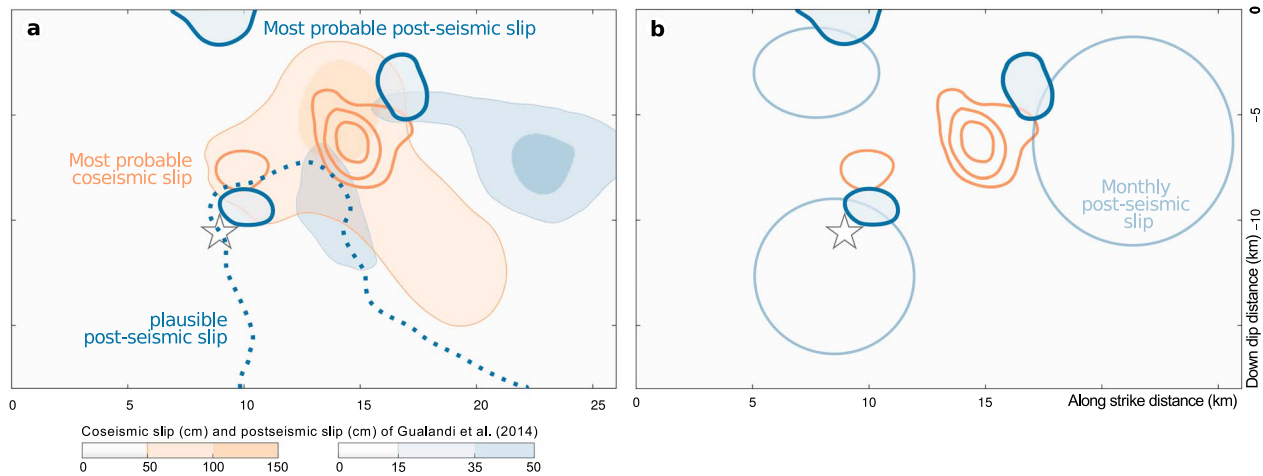 a
Most probable post-seismic slip
Most probable
coseismic slip
plausible
post-seismic slip
0
5
10
15
20
25
Coseismic slip (cm) and postseismic slip (cm) of Gualandi et al. (2014)
0
50
100
150
0
15
35
50
b
Monthly
post-seismic
slip
0
−5
−10
Down dip distance (km)
5
10
15
Along strike distance (km)